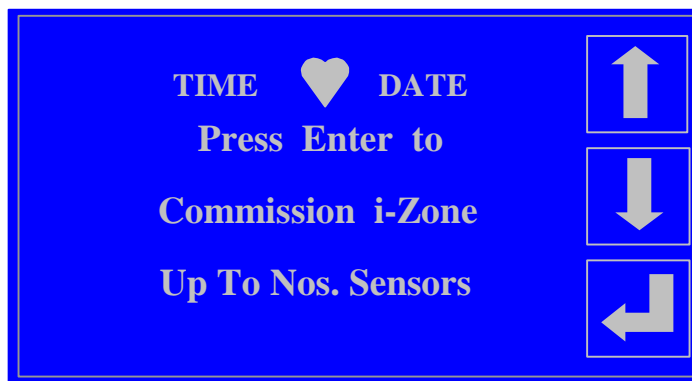 TIME DATE
Press Enter to
Commission i-Zone
Up To Nos. Sensors